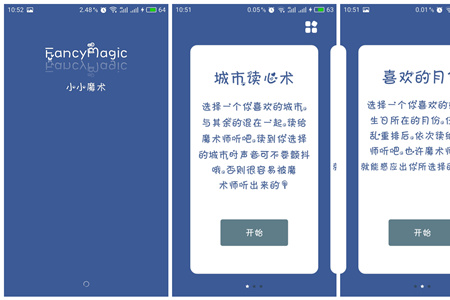 10:52
2.48%
64
FancyMagic
小小魔术
10:51
0.05%
63
城市读心术
选择一个你喜欢的城市。
与其余的混在一起。读给
魔术师听吧。读到你选择
的城市时声音可不要颤抖
哦。否则很容易被魔
术师听出来的
开始
10:51
0.01%
喜欢的月
选择一个你喜欢的
生日所在的月份。
乱重排后。依次读给
师听吧。也许魔术
就能感应出你所选择的
开始